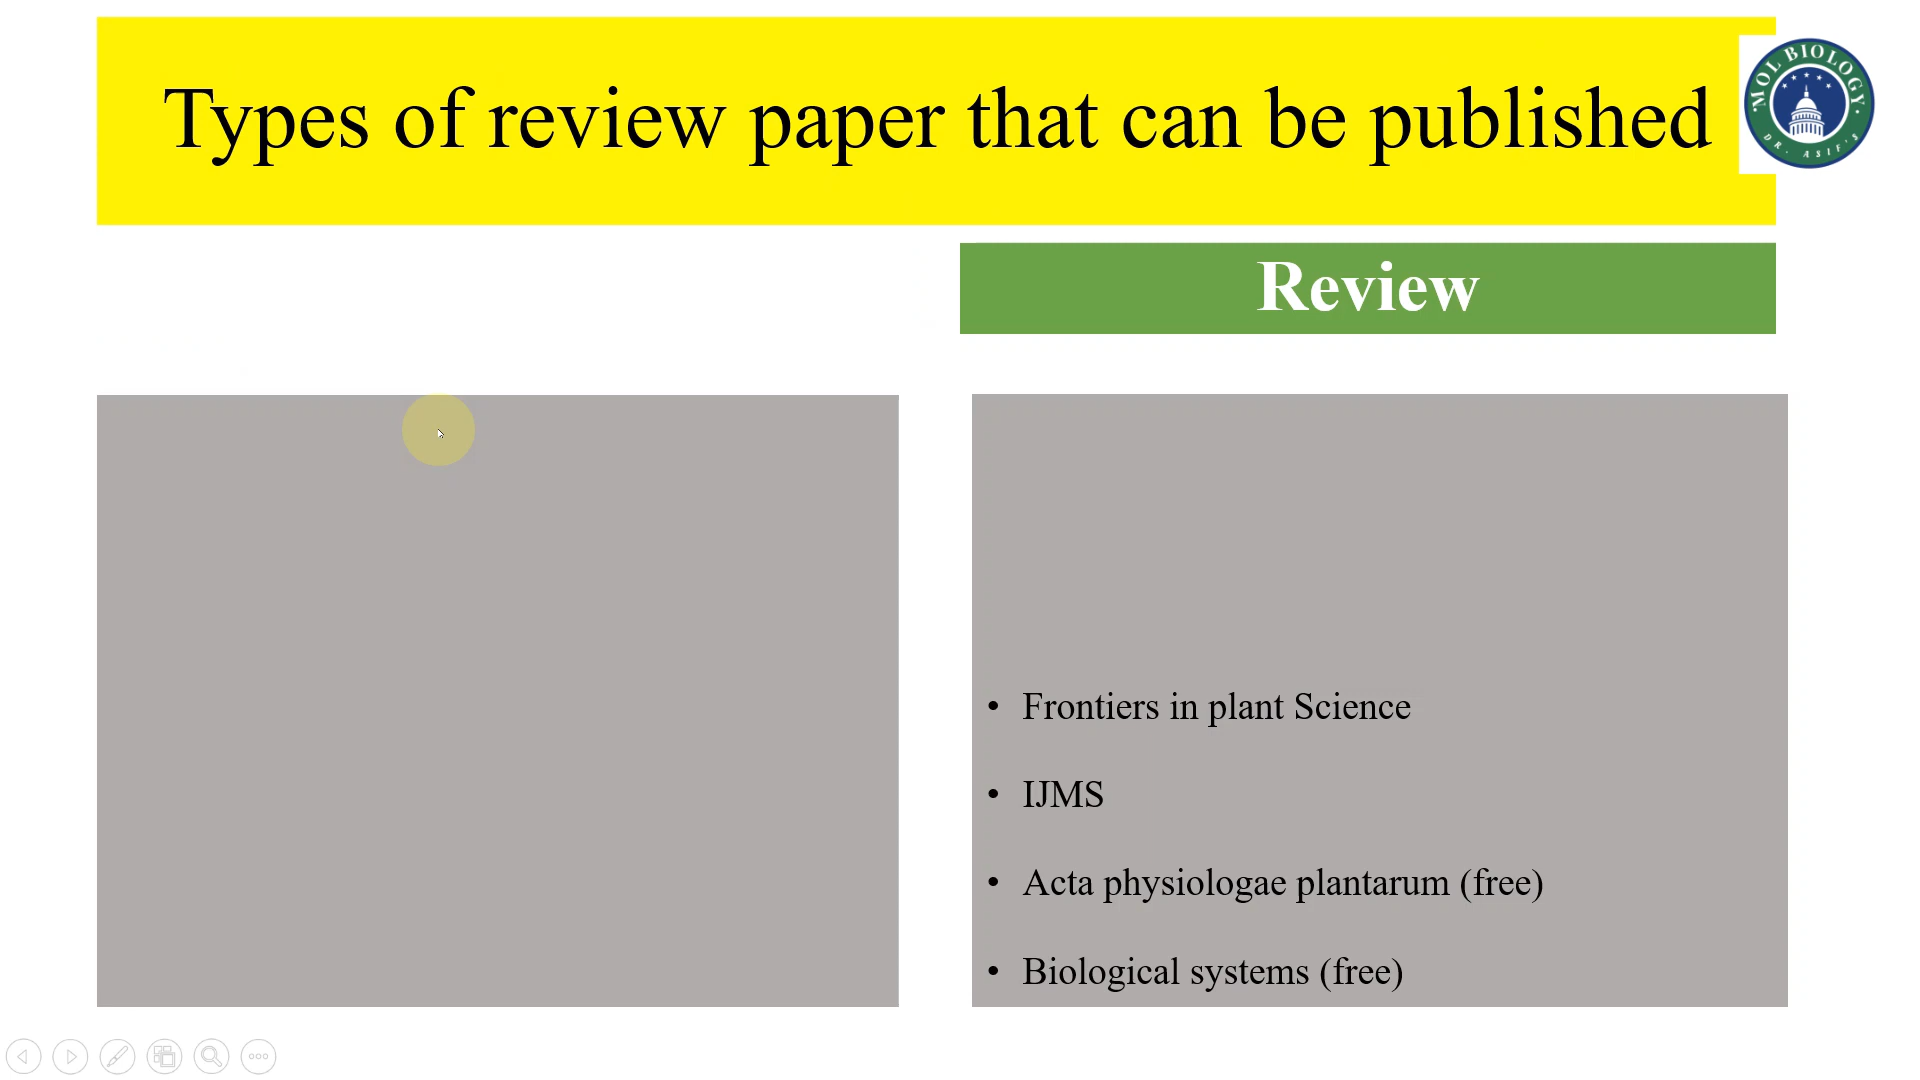 Types of review paper that can be published
MOL BIOLOGY
DR. ASIF'S
Review
• Frontiers in plant Science
• IJMS
• Acta physiologae plantarum (free)
• Biological systems (free)